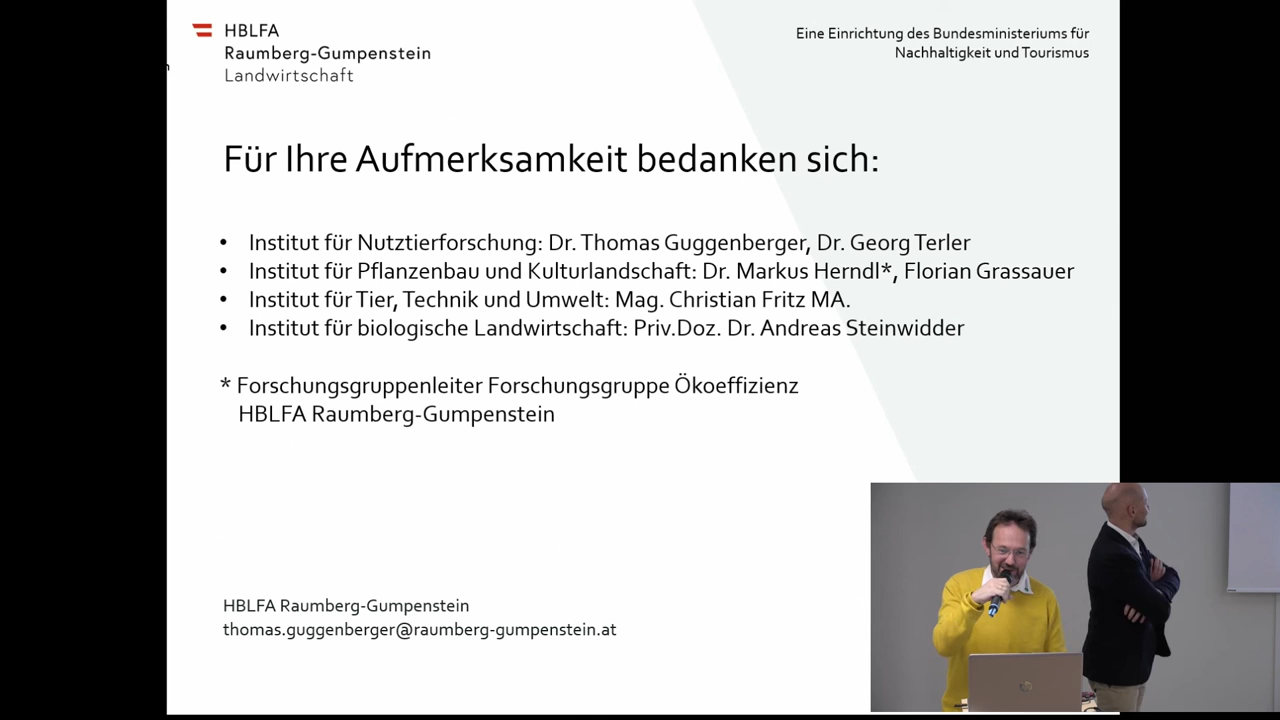 HBLFA
Raumberg-Gumpenstein
Landwirtschaft
Eine Einrichtung des Bundesministeriums für
Nachhaltigkeit und Tourismus
Für Ihre Aufmerksamkeit bedanken sich:
• Institut für Nutztierforschung: Dr. Thomas Guggenberger, Dr. Georg Terler
• Institut für Pflanzenbau und Kulturlandschaft: Dr. Markus Herndl*, Florian Grassauer
• Institut für Tier, Technik und Umwelt: Mag. Christian Fritz MA.
• Institut für biologische Landwirtschaft: Priv.Doz. Dr. Andreas Steinwidder
* Forschungsgruppenleiter Forschungsgruppe Ökoeffizienz
HBLFA Raumberg-Gumpenstein
HBLFA Raumberg-Gumpenstein
thomas.guggenberger@raumberg-gumpenstein.at